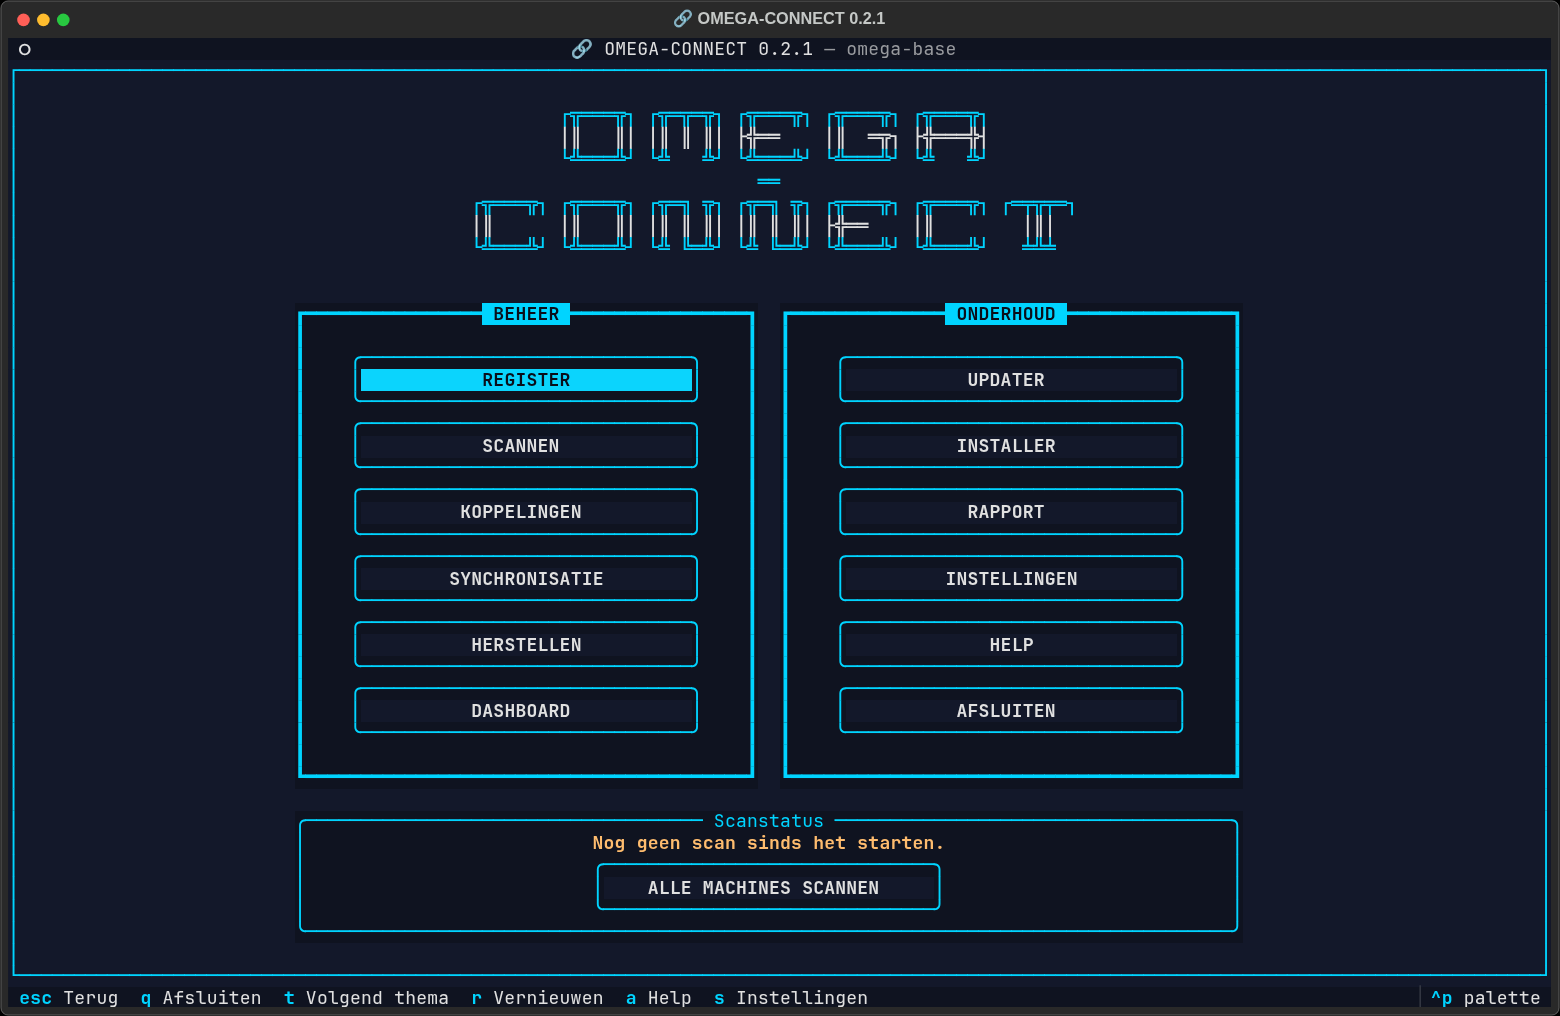 🔗 OMEGA-CONNECT 0.2.1
🔗 OMEGA-CONNECT 0.2.1 — omega-base
OMEGA
-
CONNECT
BEHEER
REGISTER
SCANNEN
KOPPELINGEN
SYNCHRONISATIE
HERSTELLEN
DASHBOARD
ONDERHOUD
UPDATER
INSTALLER
RAPPORT
INSTELLINGEN
HELP
AFSLUITEN
Scanstatus
Nog geen scan sinds het starten.
ALLE MACHINES SCANNEN
esc Terug q Afsluiten t Volgend thema r Vernieuwen a Help s Instellingen ^p palette